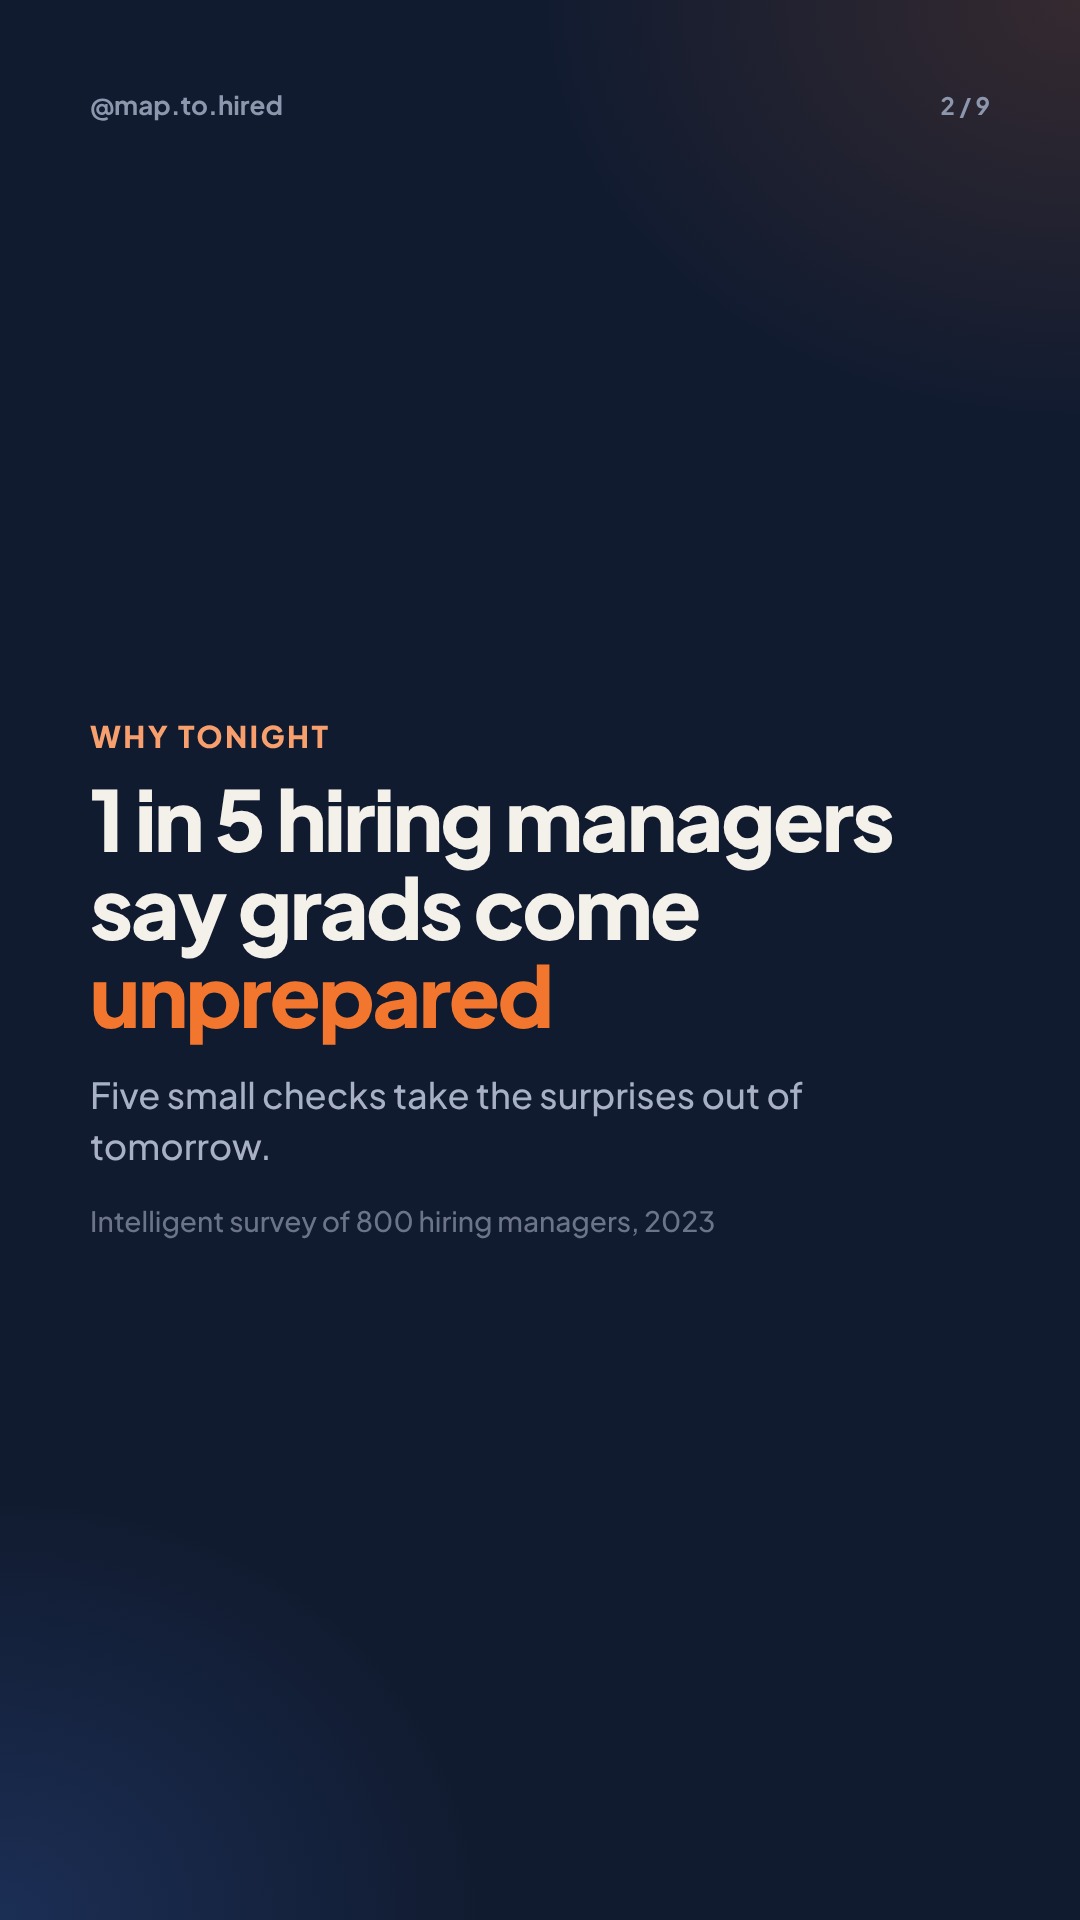 @map.to.hired
2 / 9
WHY TONIGHT
1 in 5 hiring managers
say grads come
unprepared
Five small checks take the surprises out of
tomorrow.
Intelligent survey of 800 hiring managers, 2023